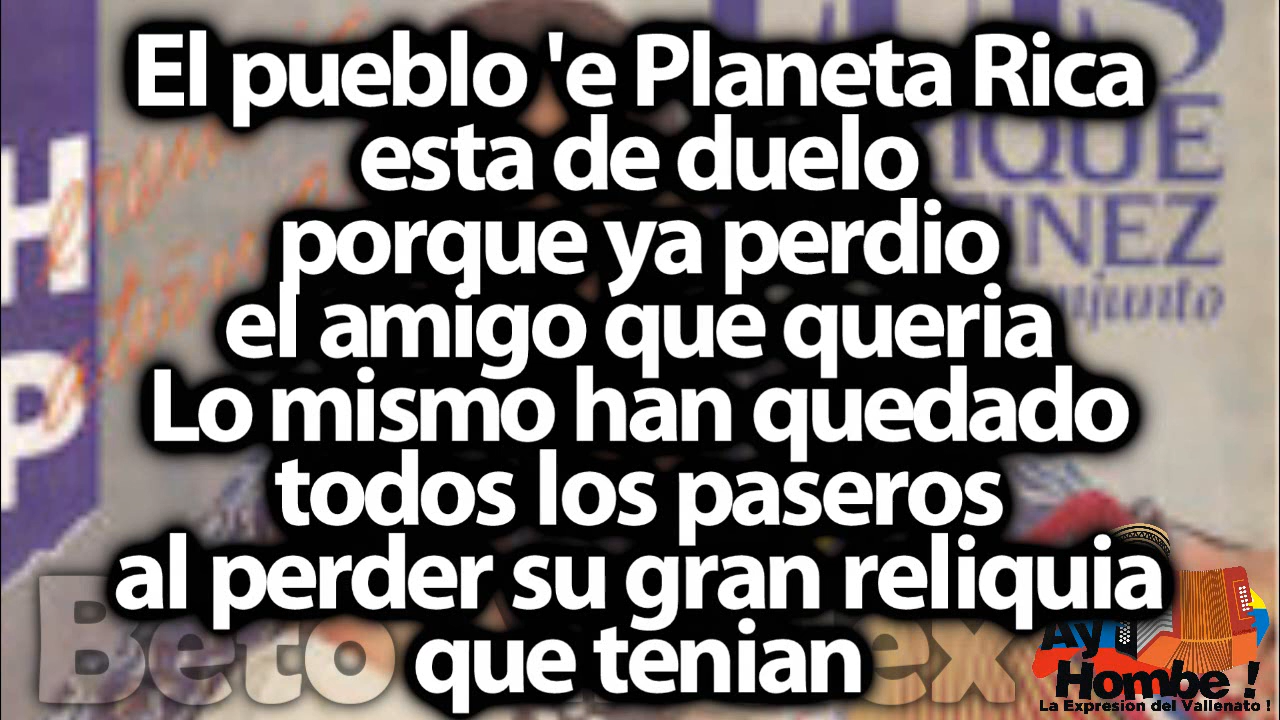 El pueblo 'e Planeta Rica
esta de duelo
porque ya perdio
el amigo que queria
Lo mismo han quedado
todos los paseros
al perder su gran reliquia
que tenian
Beto
Ay
Hombe !
La Expresion del Vallenato !